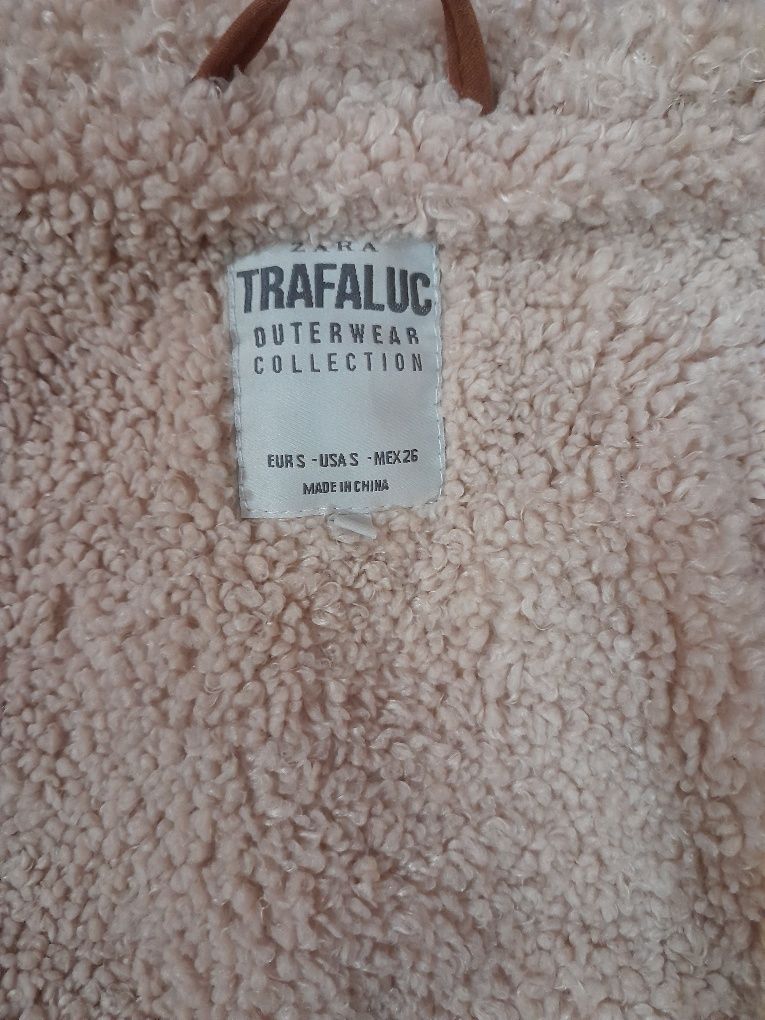 ZARA
TRAFALUC
OUTERWEAR
COLLECTION
EUR S - USA S - MEX 26
MADE IN CHINA